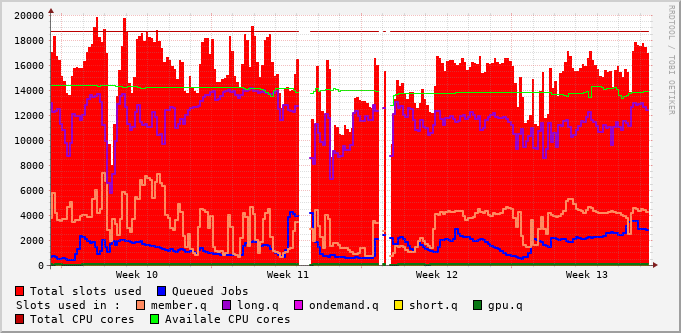 20000
18000
16000
14000
12000
10000
8000
6000
4000
2000
0
Week 10 Week 11 Week 12 Week 13
RRDTOOL / TOBI OETIKER
Total slots used Queued Jobs
Slots used in : member.q long.q ondemand.q short.q gpu.q
Total CPU cores Availale CPU cores